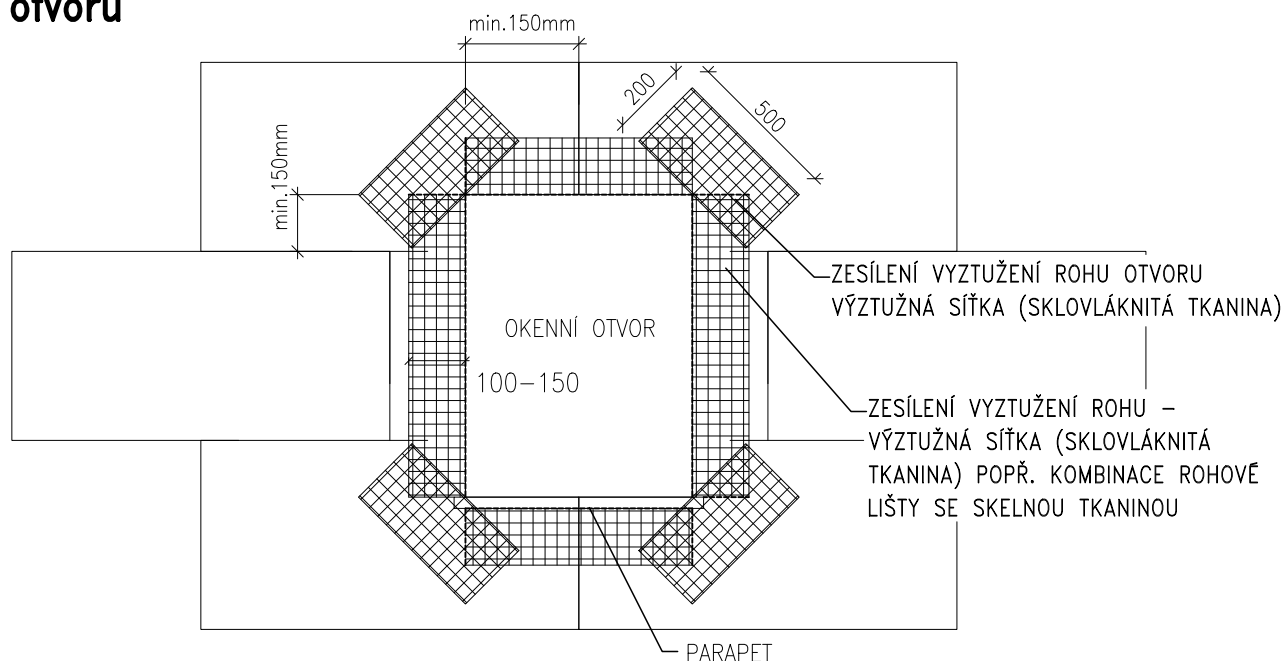 otvoru
min.150mm
200
500
min.150mm
ZESÍLENÍ VYZTUŽENÍ ROHU OTVORU
VÝZTUŽNÁ SÍŤKA (SKLOVLÁKNITÁ TKANINA)
OKENNÍ OTVOR
100-150
ZESÍLENÍ VYZTUŽENÍ ROHU –
VÝZTUŽNÁ SÍŤKA (SKLOVLÁKNITÁ
TKANINA) POPŘ. KOMBINACE ROHOVÉ
LIŠTY SE SKELNOU TKANINOU
PARAPET